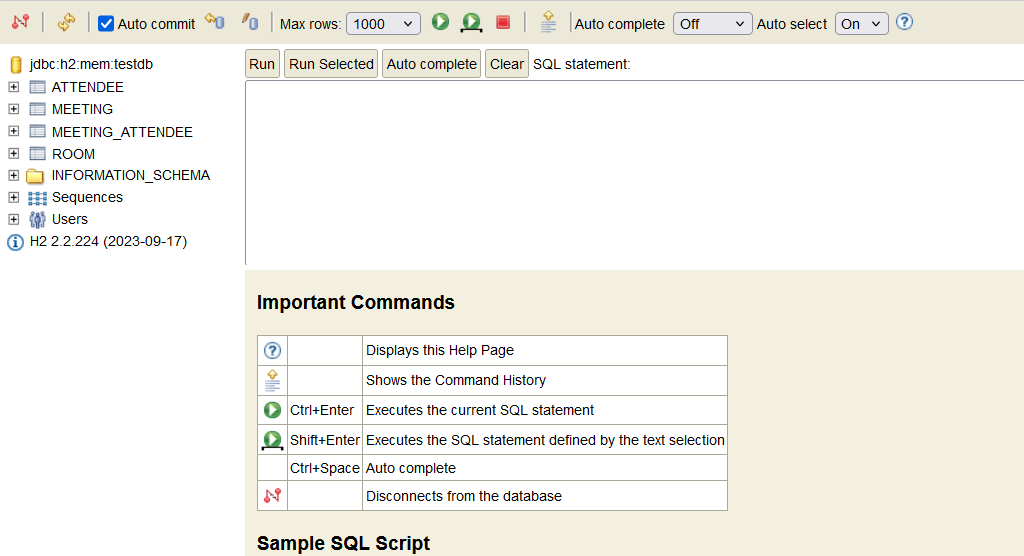 Auto commit Max rows: 1000 Auto complete Off Auto select On
jdbc:h2:mem:testdb
ATTENDEE
MEETING
MEETING_ATTENDEE
ROOM
INFORMATION_SCHEMA
Sequences
Users
H2 2.2.224 (2023-09-17)
Run Run Selected Auto complete Clear SQL statement:
Important Commands
Displays this Help Page
Shows the Command History
Ctrl+Enter Executes the current SQL statement
Shift+Enter Executes the SQL statement defined by the text selection
Ctrl+Space Auto complete
Disconnects from the database
Sample SQL Script